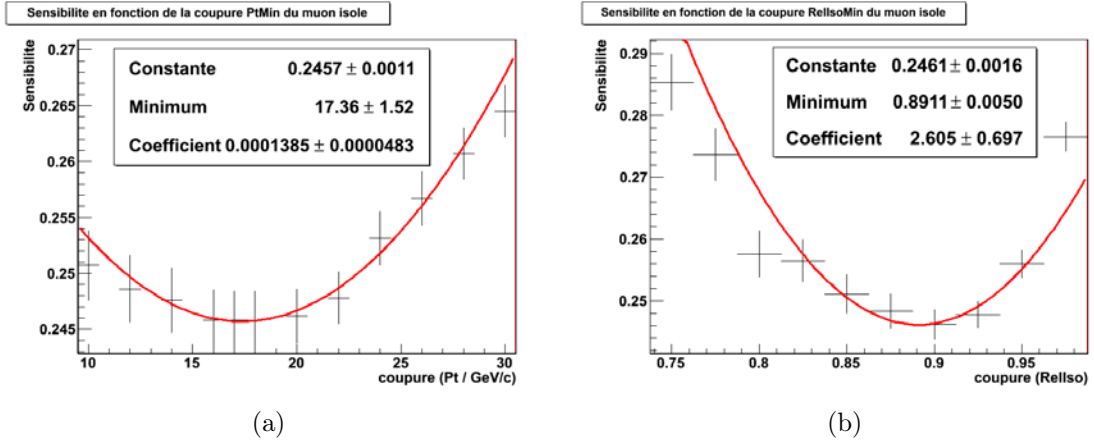 Sensibilite en fonction de la coupure PtMin du muon isole
Sensibilite
0.27
0.265
0.26
0.255
0.25
0.245
Constante 0.2457 ± 0.0011
Minimum 17.36 ± 1.52
Coefficient 0.0001385 ± 0.0000483
10 15 20 25 30
coupure (Pt / GeV/c)
(a)
Sensibilite en fonction de la coupure RelIsoMin du muon isole
Sensibilite
0.29
0.28
0.27
0.26
0.25
Constante 0.2461 ± 0.0016
Minimum 0.8911 ± 0.0050
Coefficient 2.605 ± 0.697
0.75 0.8 0.85 0.9 0.95
coupure (RelIso)
(b)